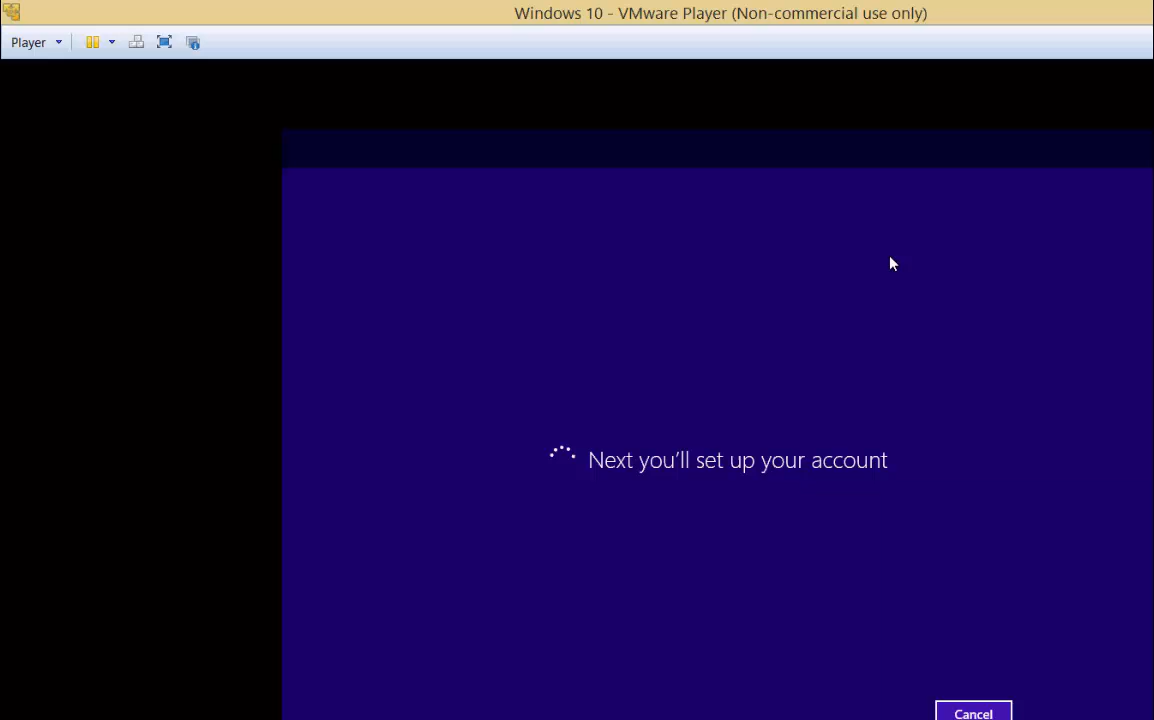 Windows 10 - VMware Player (Non-commercial use only)
Player
Next you'll set up your account
Cancel